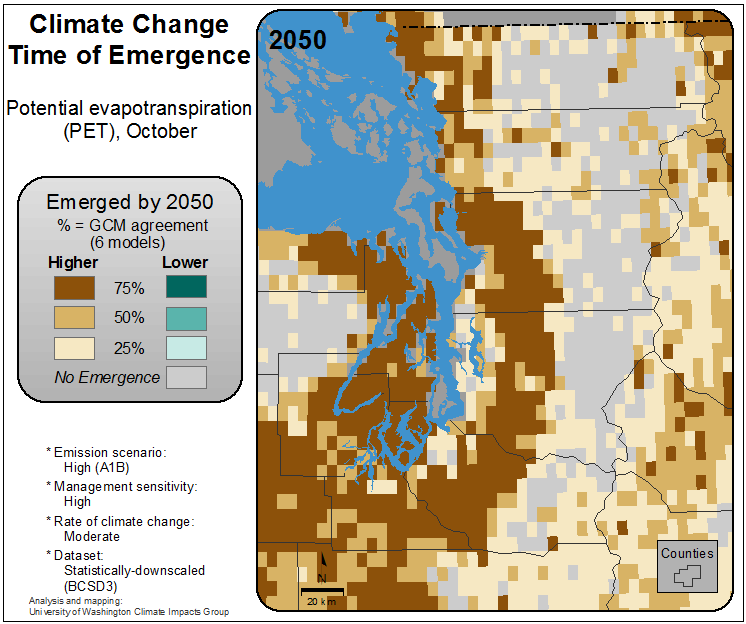 Climate Change
Time of Emergence
Potential evapotranspiration
(PET), October
Emerged by 2050
% = GCM agreement
(6 models)
Higher Lower
75%
50%
25%
No Emergence
* Emission scenario:
High (A1B)
* Management sensitivity:
High
* Rate of climate change:
Moderate
* Dataset:
Statistically-downscaled
(BCSD3)
Analysis and mapping:
University of Washington Climate Impacts Group
2050
N
20 km
Counties